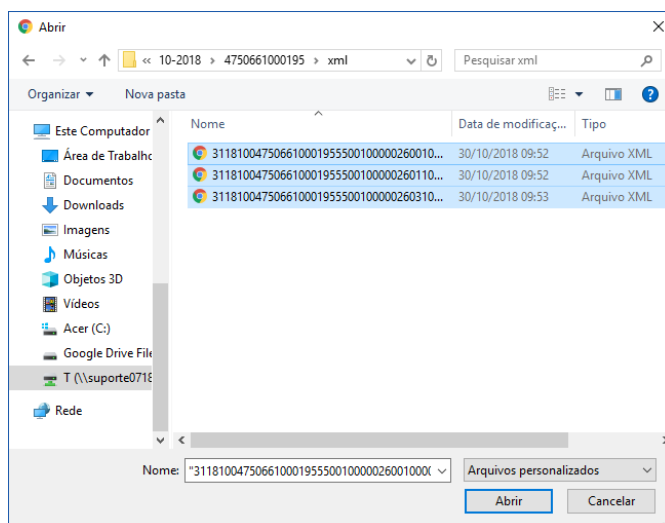 Abrir
« 10-2018 > 4750661000195 > xml
Pesquisar xml
Organizar
Nova pasta
Nome
Data de modificaç...
Tipo
Este Computador
Área de Trabalho
Documentos
Downloads
Imagens
Músicas
Objetos 3D
Vídeos
Acer (C:)
Google Drive File
T (\\suporte0718
Rede
311810047506610001955500100000260010... 30/10/2018 09:52 Arquivo XML
311810047506610001955500100000260110... 30/10/2018 09:52 Arquivo XML
311810047506610001955500100000260310... 30/10/2018 09:53 Arquivo XML
Nome: "311810047506610001955500100000260010000
Arquivos personalizados
Abrir
Cancelar